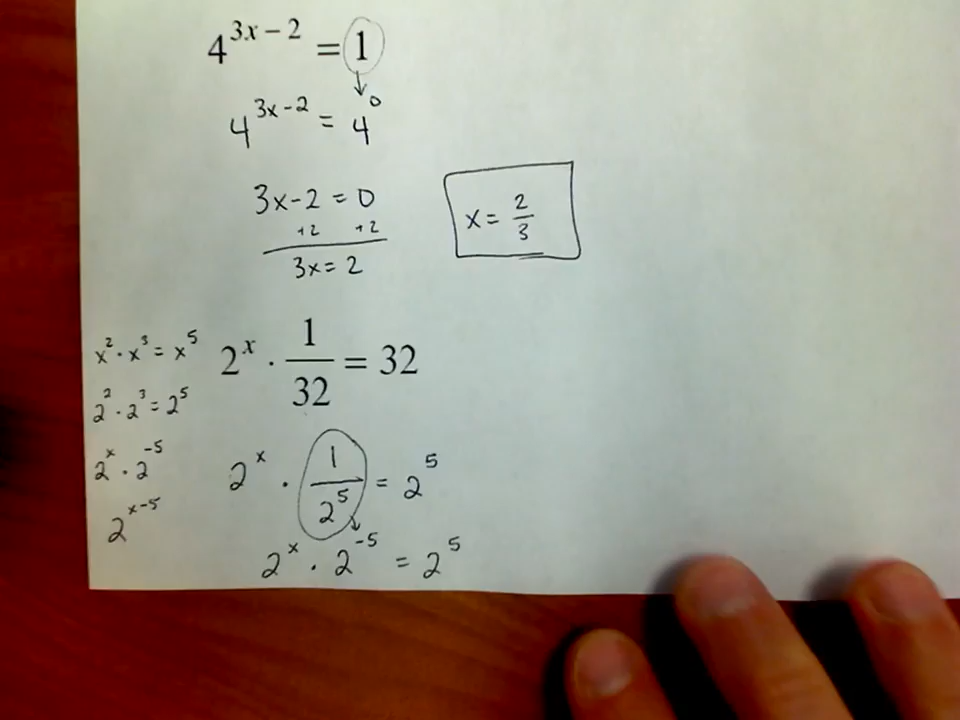 4^{3x-2} = 1
4^{3x-2} = 4^0
3x-2 = 0
+2 +2
3x = 2
x = 2/3
2^x · 1/32 = 32
x^2 · x^3 = x^5
2^2 · 2^3 = 2^5
2^x · 2^{-5}
2^{x-5}
2^x · 1/2^5 = 2^5
2^x · 2^{-5} = 2^5